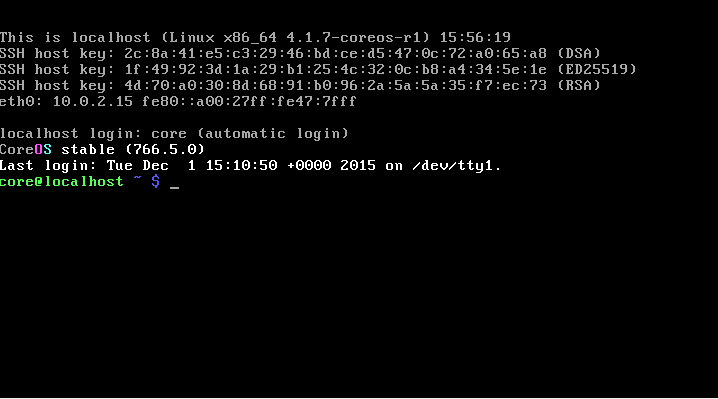 This is localhost (Linux x86_64 4.1.7-coreos-r1) 15:56:19
SSH host key: 2c:8a:41:e5:c3:29:46:bd:ce:d5:47:0c:72:a0:65:a8 (DSA)
SSH host key: 1f:49:92:3d:1a:29:b1:25:4c:32:0c:b8:a4:34:5e:1e (ED25519)
SSH host key: 4d:70:a0:30:8d:68:91:b0:96:2a:5a:5a:35:f7:ec:73 (RSA)
eth0: 10.0.2.15 fe80::a00:27ff:fe47:7fff
localhost login: core (automatic login)
CoreOS stable (766.5.0)
Last login: Tue Dec  1 15:10:50 +0000 2015 on /dev/tty1.
core@localhost ~ $ _